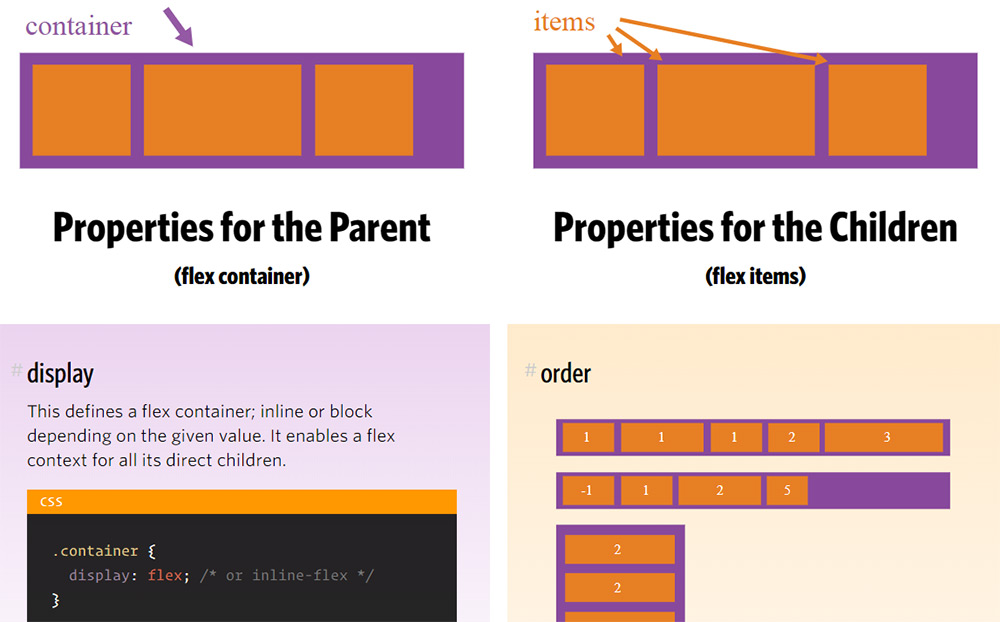 container
Properties for the Parent
(flex container)
# display
This defines a flex container; inline or block
depending on the given value. It enables a flex
context for all its direct children.
CSS
.container {
display: flex; /* or inline-flex */
}
items
Properties for the Children
(flex items)
# order
1 1 1 2 3
-1 1 2 5
2
2